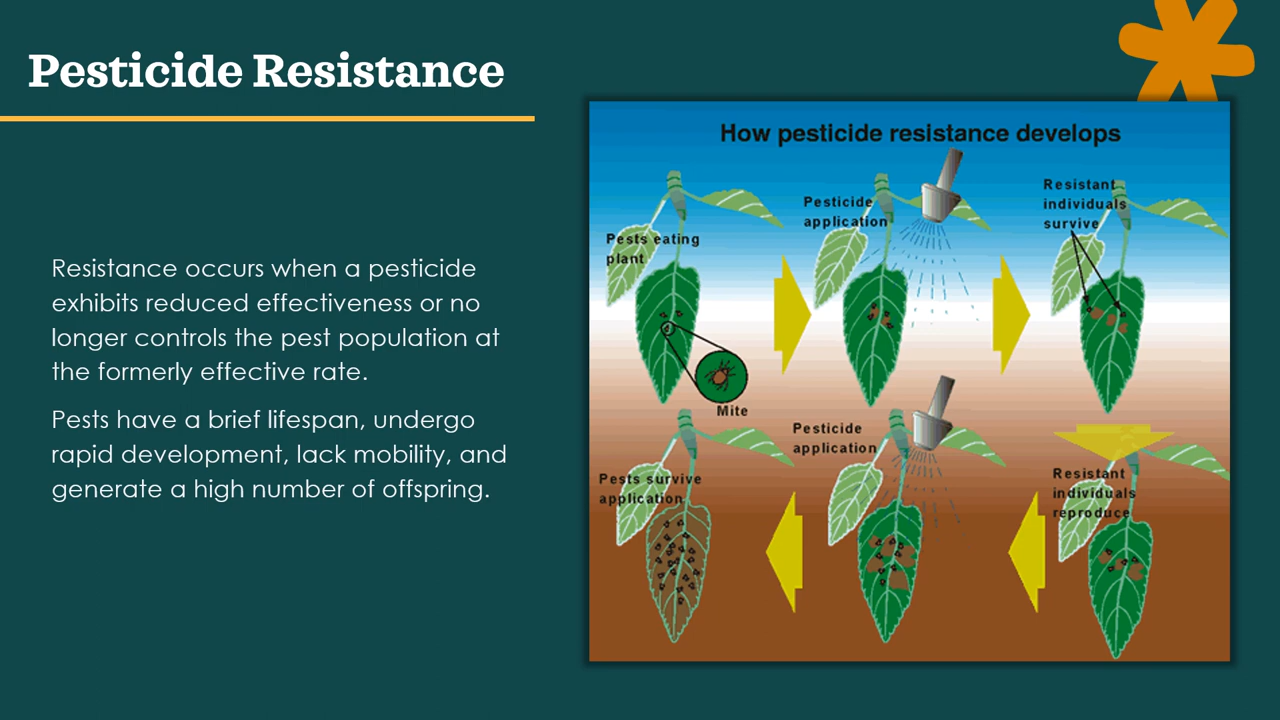 Pesticide Resistance
Resistance occurs when a pesticide
exhibits reduced effectiveness or no
longer controls the pest population at
the formerly effective rate.
Pests have a brief lifespan, undergo
rapid development, lack mobility, and
generate a high number of offspring.
How pesticide resistance develops
Pests eating
plant
Mite
Pesticide
application
Resistant
individuals
survive
Resistant
individuals
reproduce
Pesticide
application
Pests survive
application